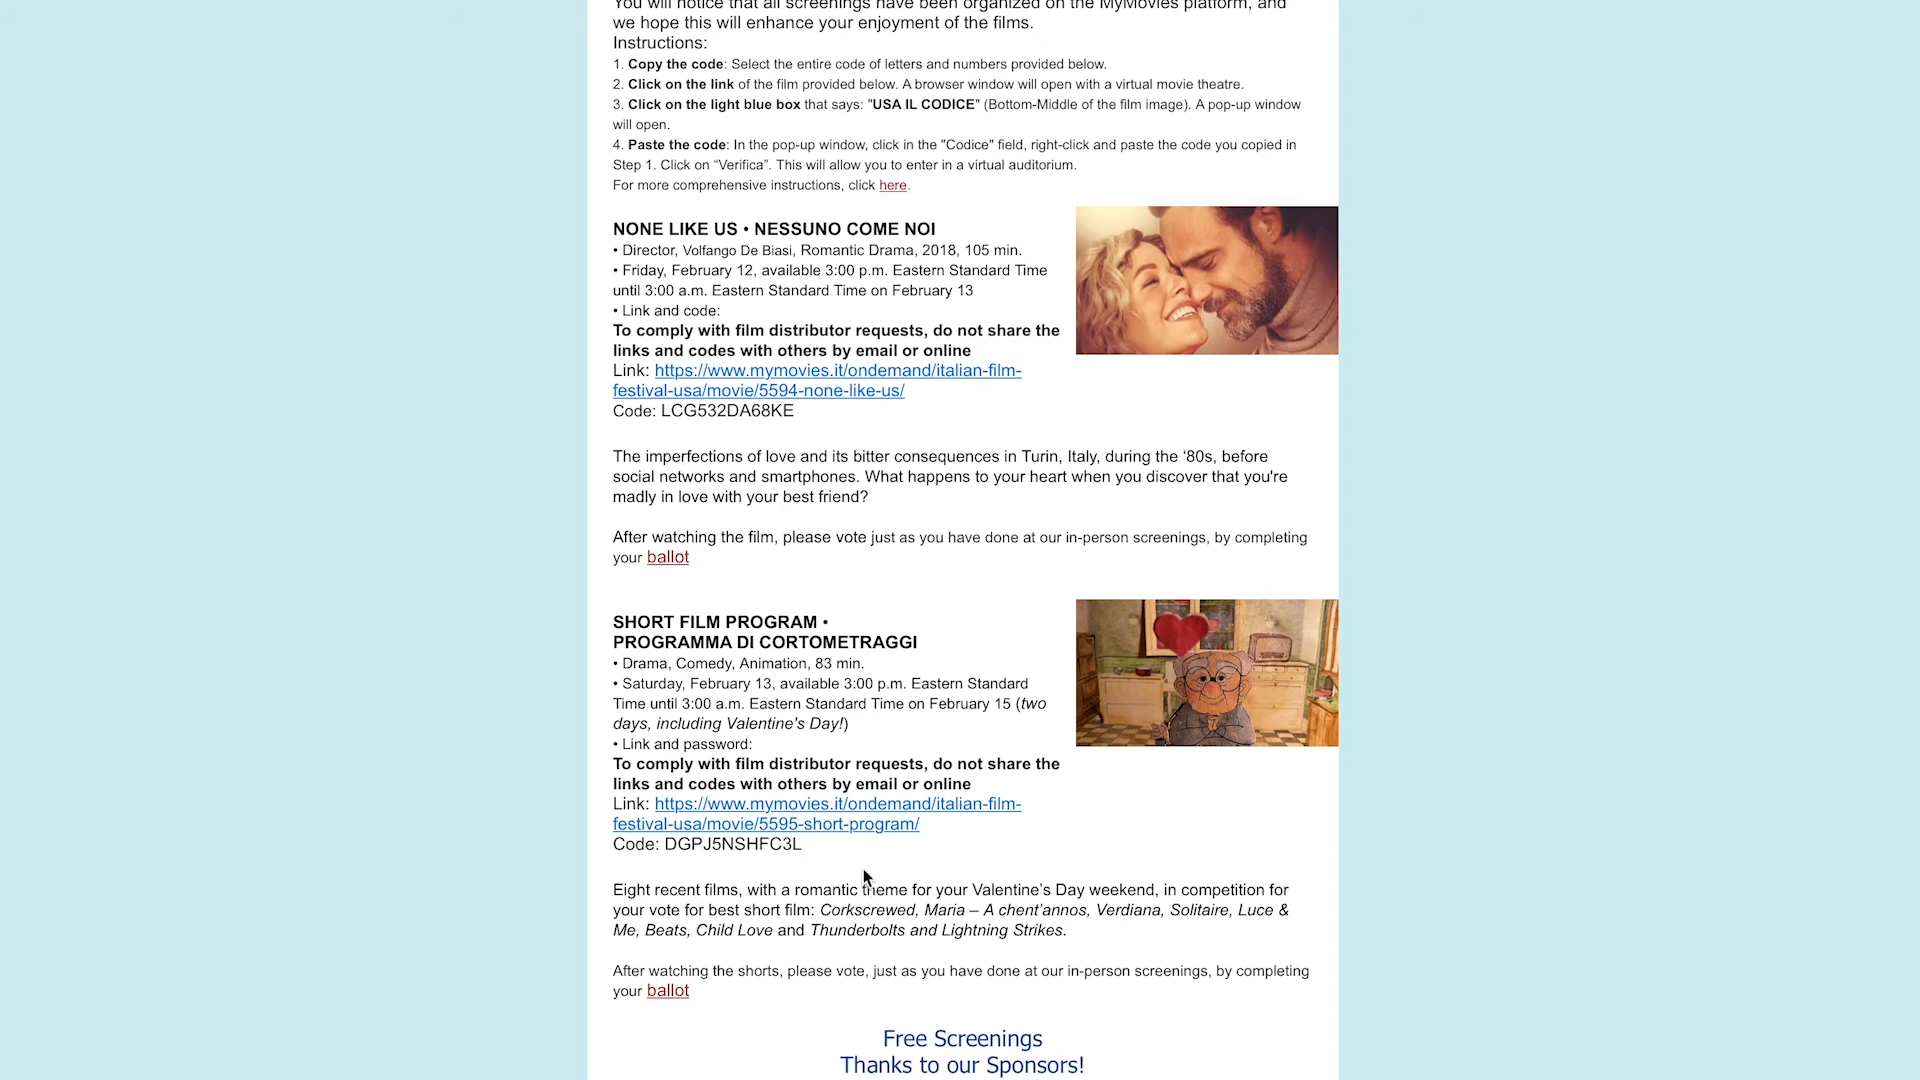 You will notice that all screenings have been organized on the MyMovies platform, and
we hope this will enhance your enjoyment of the films.
Instructions:
1. Copy the code: Select the entire code of letters and numbers provided below.
2. Click on the link of the film provided below. A browser window will open with a virtual movie theatre.
3. Click on the light blue box that says: "USA IL CODICE" (Bottom-Middle of the film image). A pop-up window
will open.
4. Paste the code: In the pop-up window, click in the "Codice" field, right-click and paste the code you copied in
Step 1. Click on “Verifica”. This will allow you to enter in a virtual auditorium.
For more comprehensive instructions, click here.
NONE LIKE US • NESSUNO COME NOI
• Director, Volfango De Biasi, Romantic Drama, 2018, 105 min.
• Friday, February 12, available 3:00 p.m. Eastern Standard Time
until 3:00 a.m. Eastern Standard Time on February 13
• Link and code:
To comply with film distributor requests, do not share the
links and codes with others by email or online
Link: https://www.mymovies.it/ondemand/italian-film-
festival-usa/movie/5594-none-like-us/
Code: LCG532DA68KE
The imperfections of love and its bitter consequences in Turin, Italy, during the ‘80s, before
social networks and smartphones. What happens to your heart when you discover that you're
madly in love with your best friend?
After watching the film, please vote just as you have done at our in-person screenings, by completing
your ballot
SHORT FILM PROGRAM •
PROGRAMMA DI CORTOMETRAGGI
• Drama, Comedy, Animation, 83 min.
• Saturday, February 13, available 3:00 p.m. Eastern Standard
Time until 3:00 a.m. Eastern Standard Time on February 15 (two
days, including Valentine's Day!)
• Link and password:
To comply with film distributor requests, do not share the
links and codes with others by email or online
Link: https://www.mymovies.it/ondemand/italian-film-
festival-usa/movie/5595-short-program/
Code: DGPJ5NSHFC3L
Eight recent films, with a romantic theme for your Valentine’s Day weekend, in competition for
your vote for best short film: Corkscrewed, Maria – A chent’annos, Verdiana, Solitaire, Luce &
Me, Beats, Child Love and Thunderbolts and Lightning Strikes.
After watching the shorts, please vote, just as you have done at our in-person screenings, by completing
your ballot
Free Screenings
Thanks to our Sponsors!